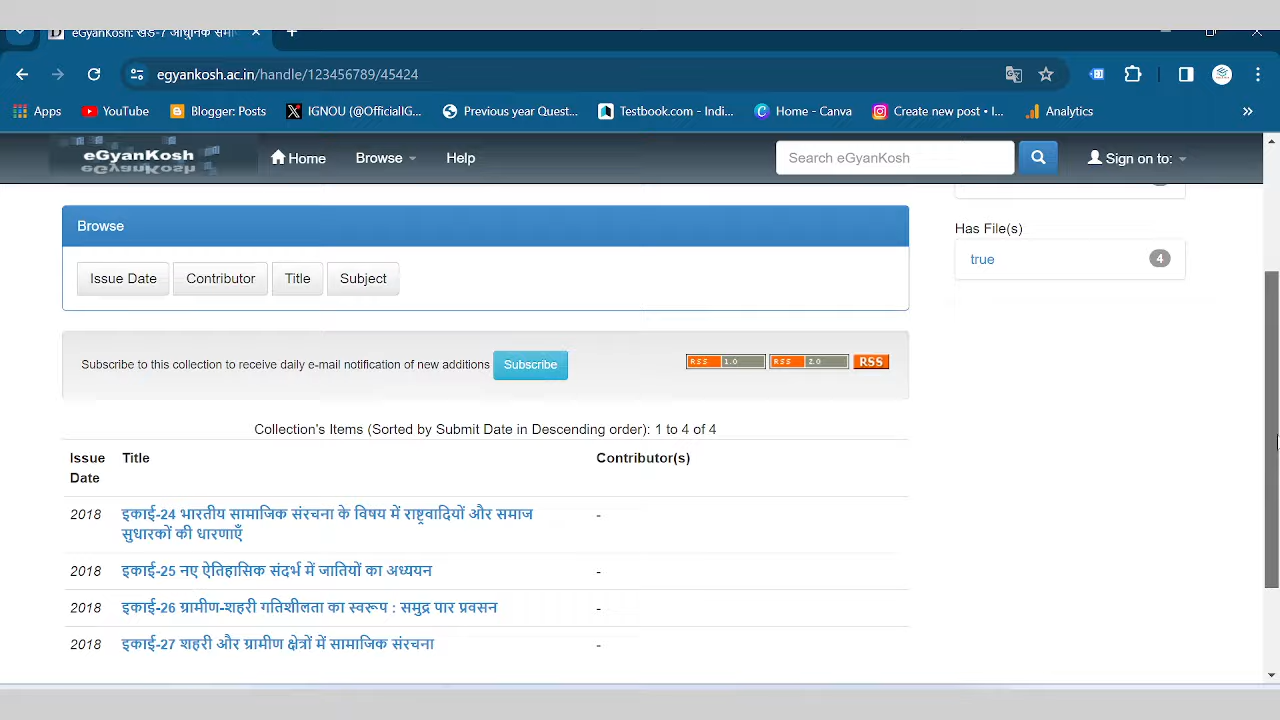 eGyanKosh: खंड-7 आधुनिक समा
egyankosh.ac.in/handle/123456789/45424
Apps YouTube Blogger: Posts IGNOU (@OfficialIG... Previous year Quest... Testbook.com - Indi... Home - Canva Create new post • I... Analytics »
eGyanKosh Home Browse Help Search eGyanKosh Sign on to:
Browse
Has File(s)
true 4
Issue Date Contributor Title Subject
Subscribe to this collection to receive daily e-mail notification of new additions Subscribe RSS 1.0 RSS 2.0 RSS
Collection's Items (Sorted by Submit Date in Descending order): 1 to 4 of 4
Issue Date Title Contributor(s)
2018 इकाई-24 भारतीय सामाजिक संरचना के विषय में राष्ट्रवादियों और समाज
सुधारकों की धारणाएँ -
2018 इकाई-25 नए ऐतिहासिक संदर्भ में जातियों का अध्ययन -
2018 इकाई-26 ग्रामीण-शहरी गतिशीलता का स्वरूप : समुद्र पार प्रवसन -
2018 इकाई-27 शहरी और ग्रामीण क्षेत्रों में सामाजिक संरचना -